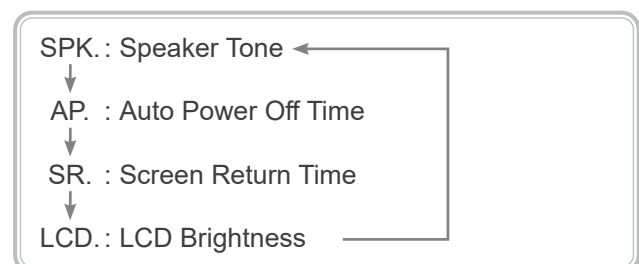 SPK. : Speaker Tone
AP. : Auto Power Off Time
SR. : Screen Return Time
LCD. : LCD Brightness